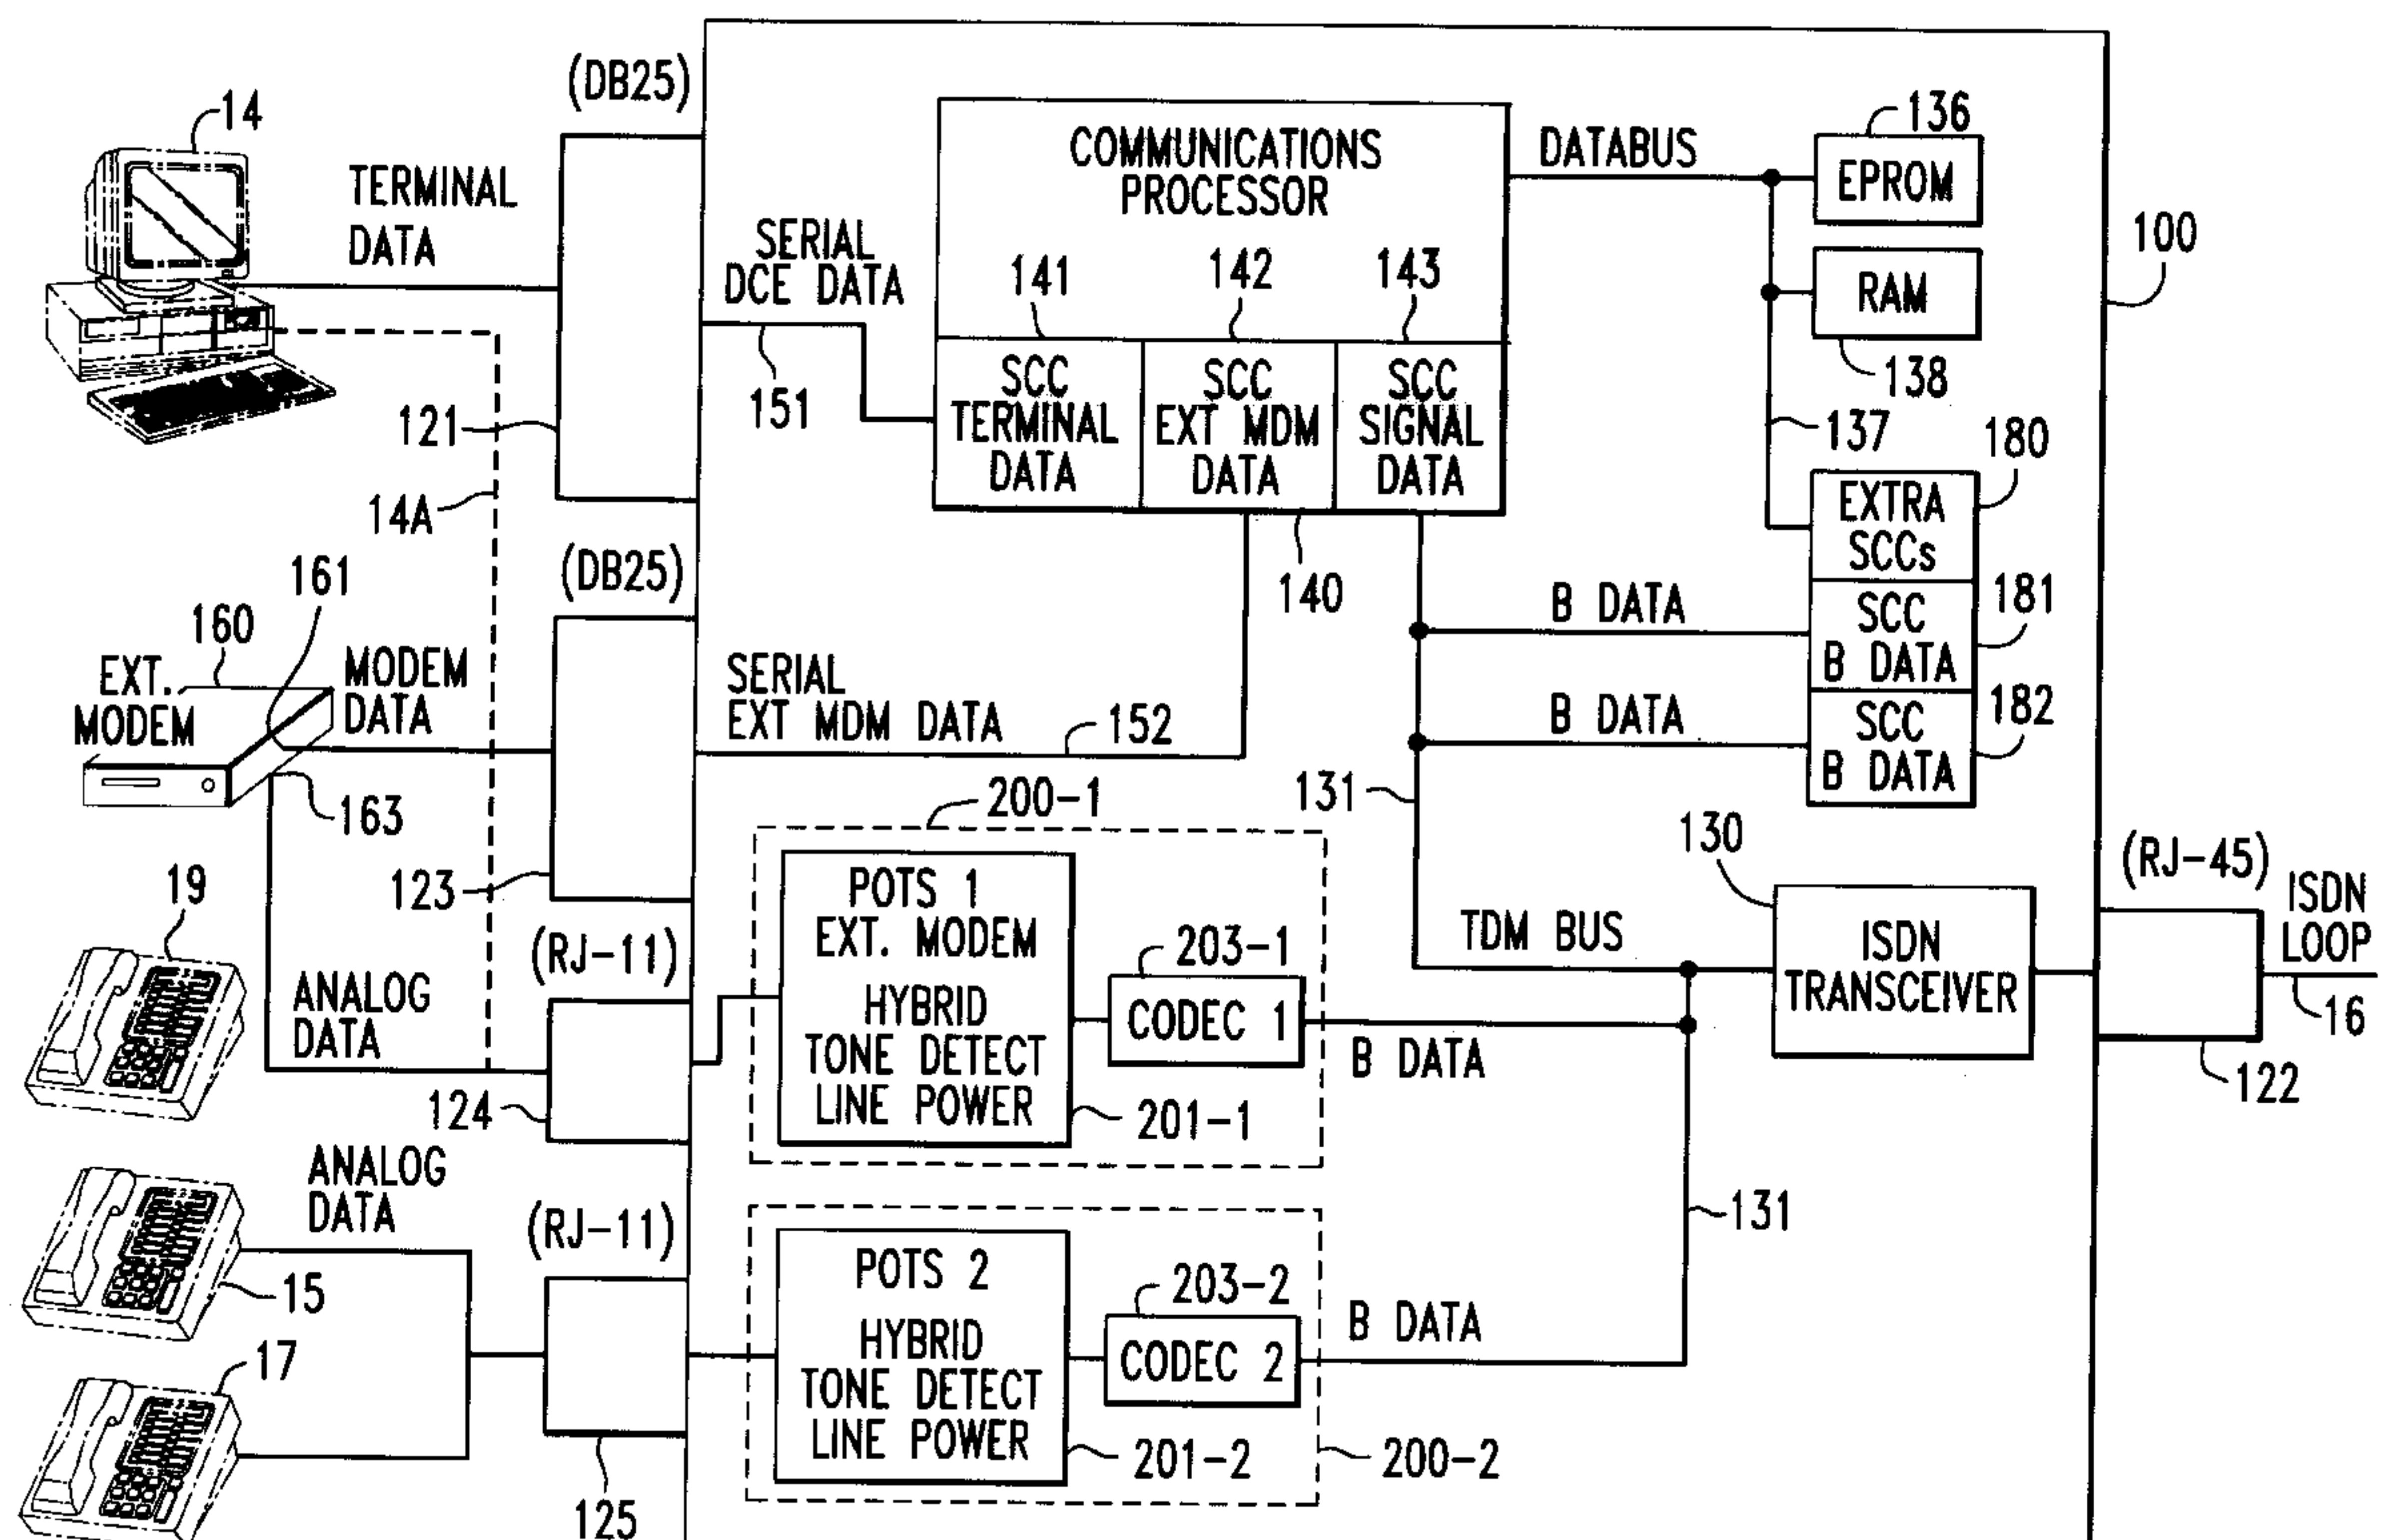 (DB25)
14
TERMINAL
DATA
COMMUNICATIONS
PROCESSOR
DATABUS
136
EPROM
100
SERIAL
DCE DATA
141
142
143
RAM
138
151
121
SCC
TERMINAL
DATA
SCC
EXT MDM
DATA
SCC
SIGNAL
DATA
137
180
14A
EXTRA
SCCs
(DB25)
161
140
B DATA
181
SCC
B DATA
160
EXT.
MODEM
MODEM
DATA
SERIAL
EXT MDM DATA
152
B DATA
182
SCC
B DATA
163
200-1
131
130
(RJ-45)
ISDN
LOOP
123
19
(RJ-11)
POTS 1
EXT. MODEM
HYBRID
TONE DETECT
LINE POWER
203-1
CODEC 1
TDM BUS
ISDN
TRANSCEIVER
16
ANALOG
DATA
B DATA
122
124
201-1
ANALOG
DATA
(RJ-11)
131
15
POTS 2
HYBRID
TONE DETECT
LINE POWER
203-2
CODEC 2
B DATA
17
201-2
200-2
125